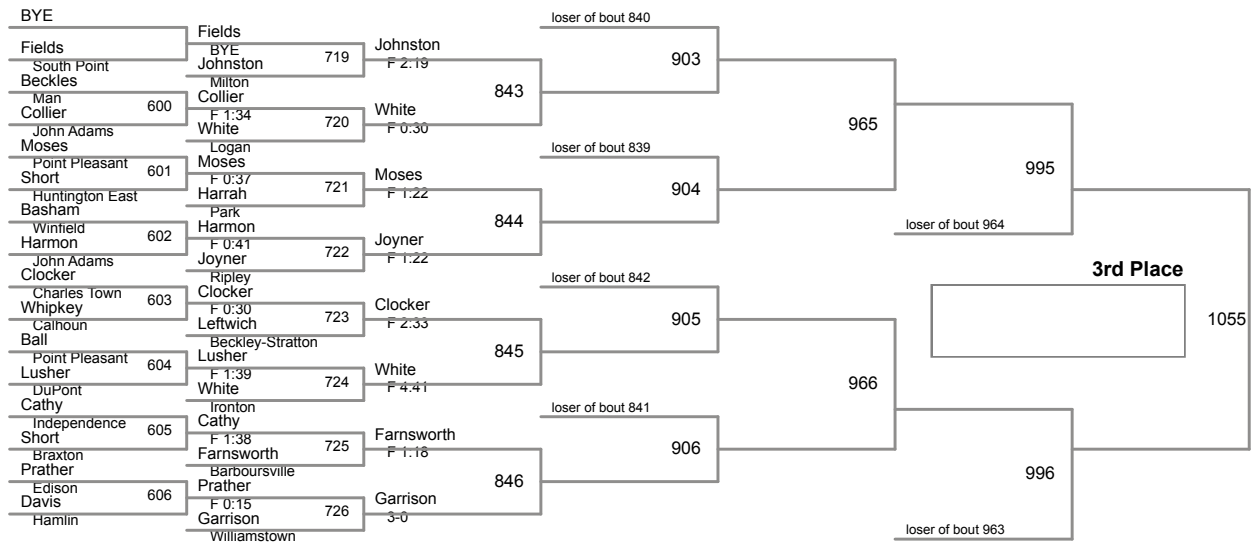 BYE
Fields
South Point
Beckles
Man
600
Collier
John Adams
Moses
Point Pleasant
601
Short
Huntington East
Basham
Winfield
602
Harmon
John Adams
Clocker
Charles Town
603
Whipkey
Calhoun
Ball
Point Pleasant
604
Lusher
DuPont
Cathy
Independence
605
Short
Braxton
Prather
Edison
606
Davis
Hamlin
Fields
BYE
719
Johnston
Milton
Collier
F 1:34
720
White
Logan
Moses
F 0:37
721
Harrah
Park
Harmon
F 0:41
722
Joyner
Ripley
Clocker
F 0:30
723
Leftwich
Beckley-Stratton
Lusher
F 1:39
724
White
Ironton
Cathy
F 1:38
725
Farnsworth
Barboursville
Prather
F 0:15
726
Garrison
Williamstown
Johnston
F 2:19
843
White
F 0:30
Moses
F 1:22
844
Joyner
F 1:22
Clocker
F 2:33
845
White
F 4:41
Farnsworth
F 1:18
846
Garrison
3-0
loser of bout 840
903
loser of bout 839
904
loser of bout 842
905
loser of bout 841
906
965
966
995
loser of bout 964
996
loser of bout 963
3rd Place
1055